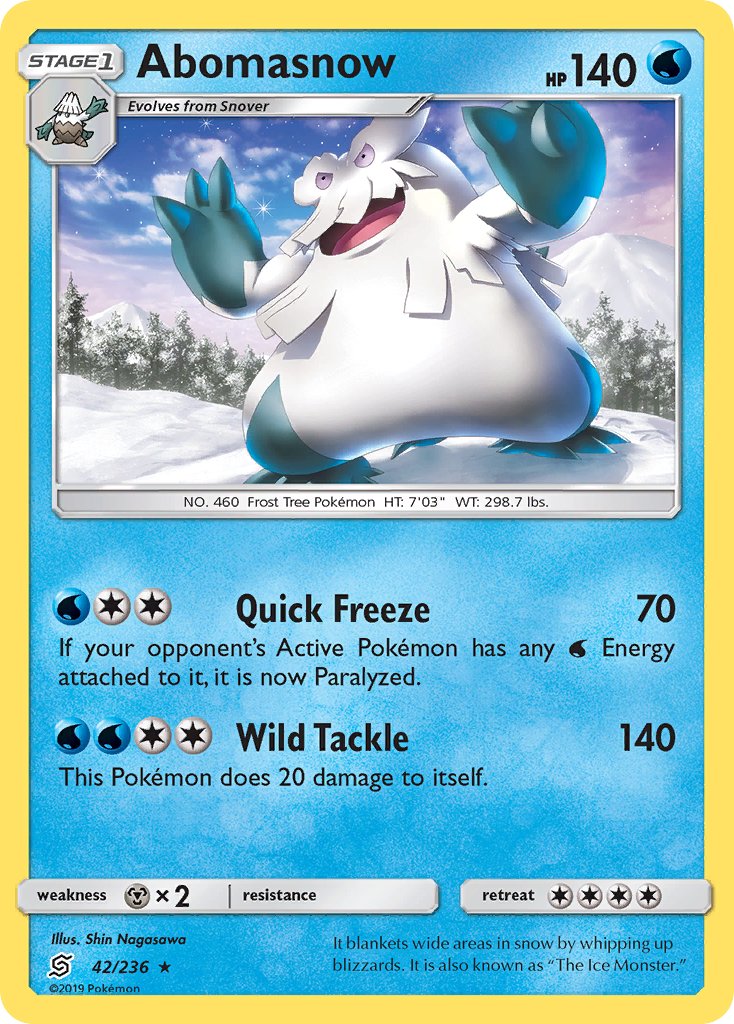 STAGE1
Abomasnow
HP 140
Evolves from Snover
NO. 460 Frost Tree Pokémon HT: 7'03" WT: 298.7 lbs.
Quick Freeze 70
If your opponent's Active Pokémon has any Energy
attached to it, it is now Paralyzed.
Wild Tackle 140
This Pokémon does 20 damage to itself.
weakness ×2 resistance retreat
Illus. Shin Nagasawa
42/236 ★
©2019 Pokémon
It blankets wide areas in snow by whipping up
blizzards. It is also known as “The Ice Monster.”